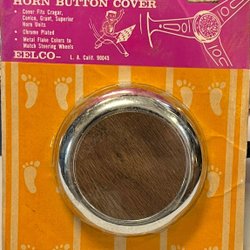 HORN BUTTON COVER
• Cover Fits Cragar,
Conica, Grant, Superior
Horn Units
• Chrome Plated
• Metal Flake Colors to
Match Steering Wheels
EELCO— L. A. Calif. 90045